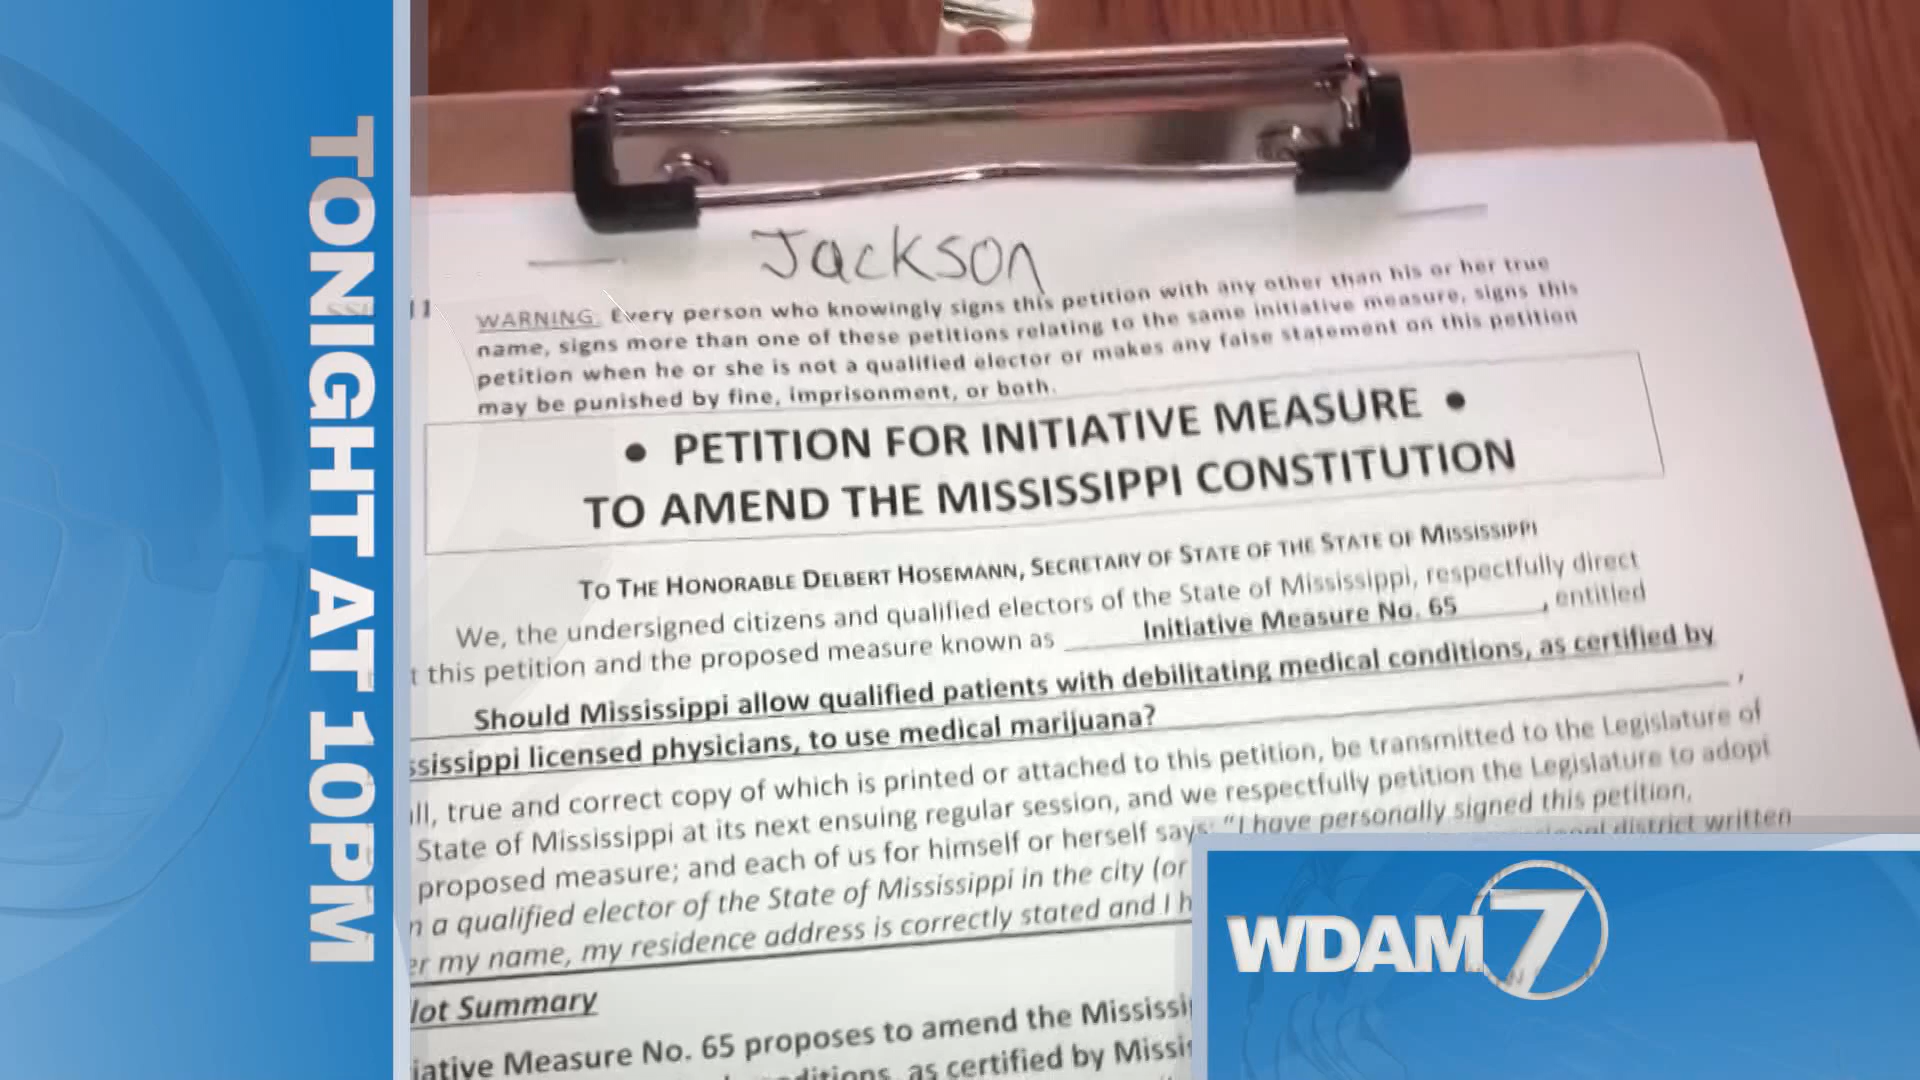 TONIGHT AT 10PM
Jackson
WARNING: Every person who knowingly signs this petition with any other than his or her true
name, signs more than one of these petitions relating to the same initiative measure, signs this
petition when he or she is not a qualified elector or makes any false statement on this petition
may be punished by fine, imprisonment, or both.
• PETITION FOR INITIATIVE MEASURE •
TO AMEND THE MISSISSIPPI CONSTITUTION
TO THE HONORABLE DELBERT HOSEMANN, SECRETARY OF STATE OF THE STATE OF MISSISSIPPI
We, the undersigned citizens and qualified electors of the State of Mississippi, respectfully direct
t this petition and the proposed measure known as Initiative Measure No. 65, entitled
Should Mississippi allow qualified patients with debilitating medical conditions, as certified by
ssissippi licensed physicians, to use medical marijuana?,
ll, true and correct copy of which is printed or attached to this petition, be transmitted to the Legislature of
State of Mississippi at its next ensuing regular session, and we respectfully petition the Legislature to adopt
proposed measure; and each of us for himself or herself says: "I have personally signed this petition,
a qualified elector of the State of Mississippi in the city (or district written
er my name, my residence address is correctly stated and I h
lot Summary
iative Measure No. 65 proposes to amend the Mississi
ditions, as certified by Missis
WDAM 7